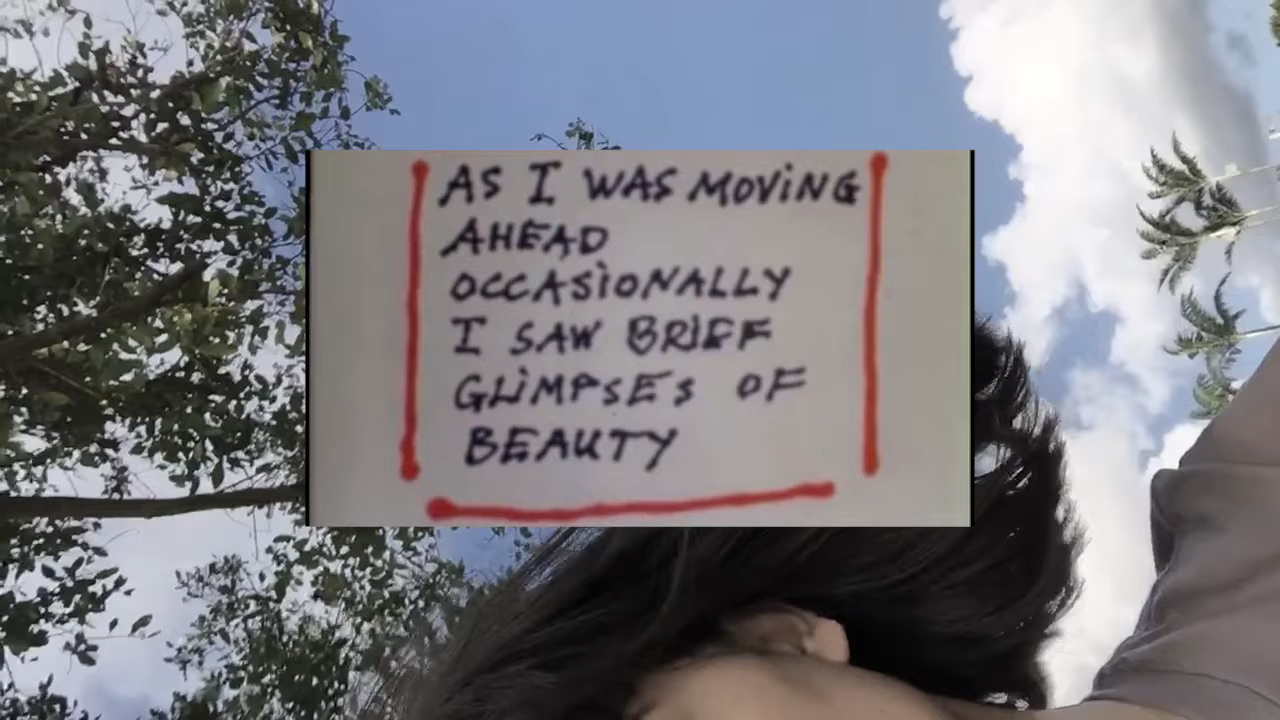 AS I WAS MOViNG
AHEAD
OCCASiONALLY
I SAW BRIEF
GLiMPSES OF
BEAUTY